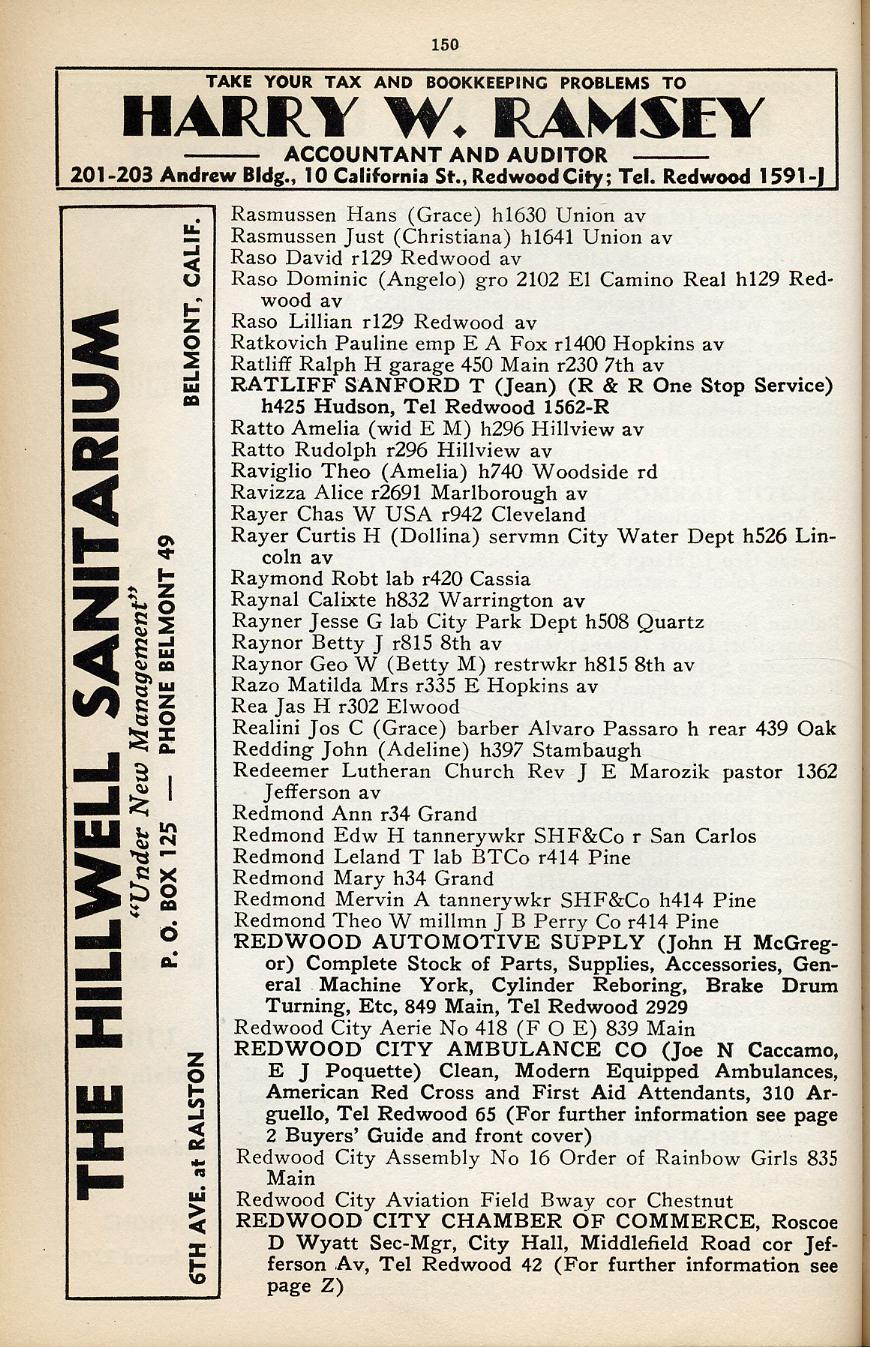 150
TAKE YOUR TAX AND BOOKKEEPING PROBLEMS TO
HARRY W. RAMSEY
ACCOUNTANT AND AUDITOR
201-203 Andrew Bldg., 10 California St., Redwood City; Tel. Redwood 1591-J
THE HILLWELL SANITARIUM
"Under New Management"
P. O. BOX 125 — PHONE BELMONT 49
6TH AVE. at RALSTON BELMONT, CALIF.
Rasmussen Hans (Grace) h1630 Union av
Rasmussen Just (Christiana) h1641 Union av
Raso David r129 Redwood av
Raso Dominic (Angelo) gro 2102 El Camino Real h129 Red-
wood av
Raso Lillian r129 Redwood av
Ratkovich Pauline emp E A Fox r1400 Hopkins av
Ratliff Ralph H garage 450 Main r230 7th av
RATLIFF SANFORD T (Jean) (R & R One Stop Service)
h425 Hudson, Tel Redwood 1562-R
Ratto Amelia (wid E M) h296 Hillview av
Ratto Rudolph r296 Hillview av
Raviglio Theo (Amelia) h740 Woodside rd
Ravizza Alice r2691 Marlborough av
Rayer Chas W USA r942 Cleveland
Rayer Curtis H (Dollina) servmn City Water Dept h526 Lin-
coln av
Raymond Robt lab r420 Cassia
Raynal Calixte h832 Warrington av
Rayner Jesse G lab City Park Dept h508 Quartz
Raynor Betty J r815 8th av
Raynor Geo W (Betty M) restrwkr h815 8th av
Razo Matilda Mrs r335 E Hopkins av
Rea Jas H r302 Elwood
Realini Jos C (Grace) barber Alvaro Passaro h rear 439 Oak
Redding John (Adeline) h397 Stambaugh
Redeemer Lutheran Church Rev J E Marozik pastor 1362
Jefferson av
Redmond Ann r34 Grand
Redmond Edw H tannerywkr SHF&Co r San Carlos
Redmond Leland T lab BTCo r414 Pine
Redmond Mary h34 Grand
Redmond Mervin A tannerywkr SHF&Co h414 Pine
Redmond Theo W millmn J B Perry Co r414 Pine
REDWOOD AUTOMOTIVE SUPPLY (John H McGreg-
or) Complete Stock of Parts, Supplies, Accessories, Gen-
eral Machine York, Cylinder Reboring, Brake Drum
Turning, Etc, 849 Main, Tel Redwood 2929
Redwood City Aerie No 418 (F O E) 839 Main
REDWOOD CITY AMBULANCE CO (Joe N Caccamo,
E J Poquette) Clean, Modern Equipped Ambulances,
American Red Cross and First Aid Attendants, 310 Ar-
guello, Tel Redwood 65 (For further information see page
2 Buyers' Guide and front cover)
Redwood City Assembly No 16 Order of Rainbow Girls 835
Main
Redwood City Aviation Field Bway cor Chestnut
REDWOOD CITY CHAMBER OF COMMERCE, Roscoe
D Wyatt Sec-Mgr, City Hall, Middlefield Road cor Jef-
ferson Av, Tel Redwood 42 (For further information see
page Z)